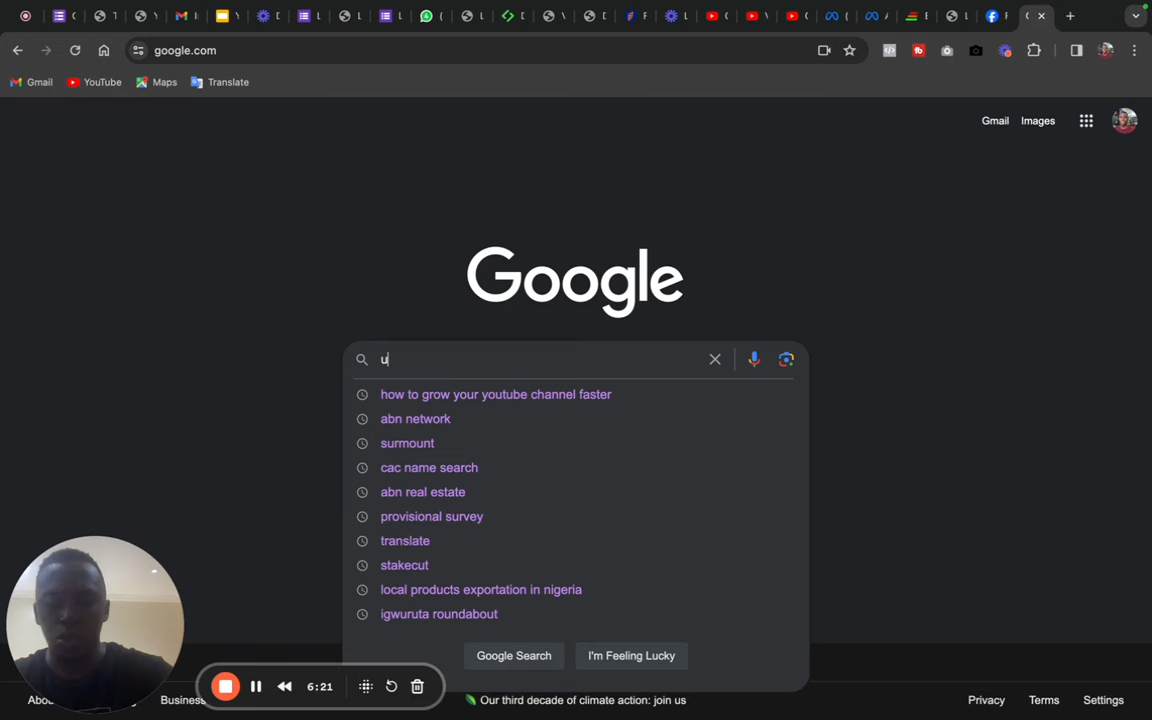 google.com
Gmail
YouTube
Maps
Translate
Gmail
Images
Google
u
how to grow your youtube channel faster
abn network
surmount
cac name search
abn real estate
provisional survey
translate
stakecut
local products exportation in nigeria
igwuruta roundabout
Google Search
I'm Feeling Lucky
6:21
Abou
Business
Our third decade of climate action: join us
Privacy
Terms
Settings